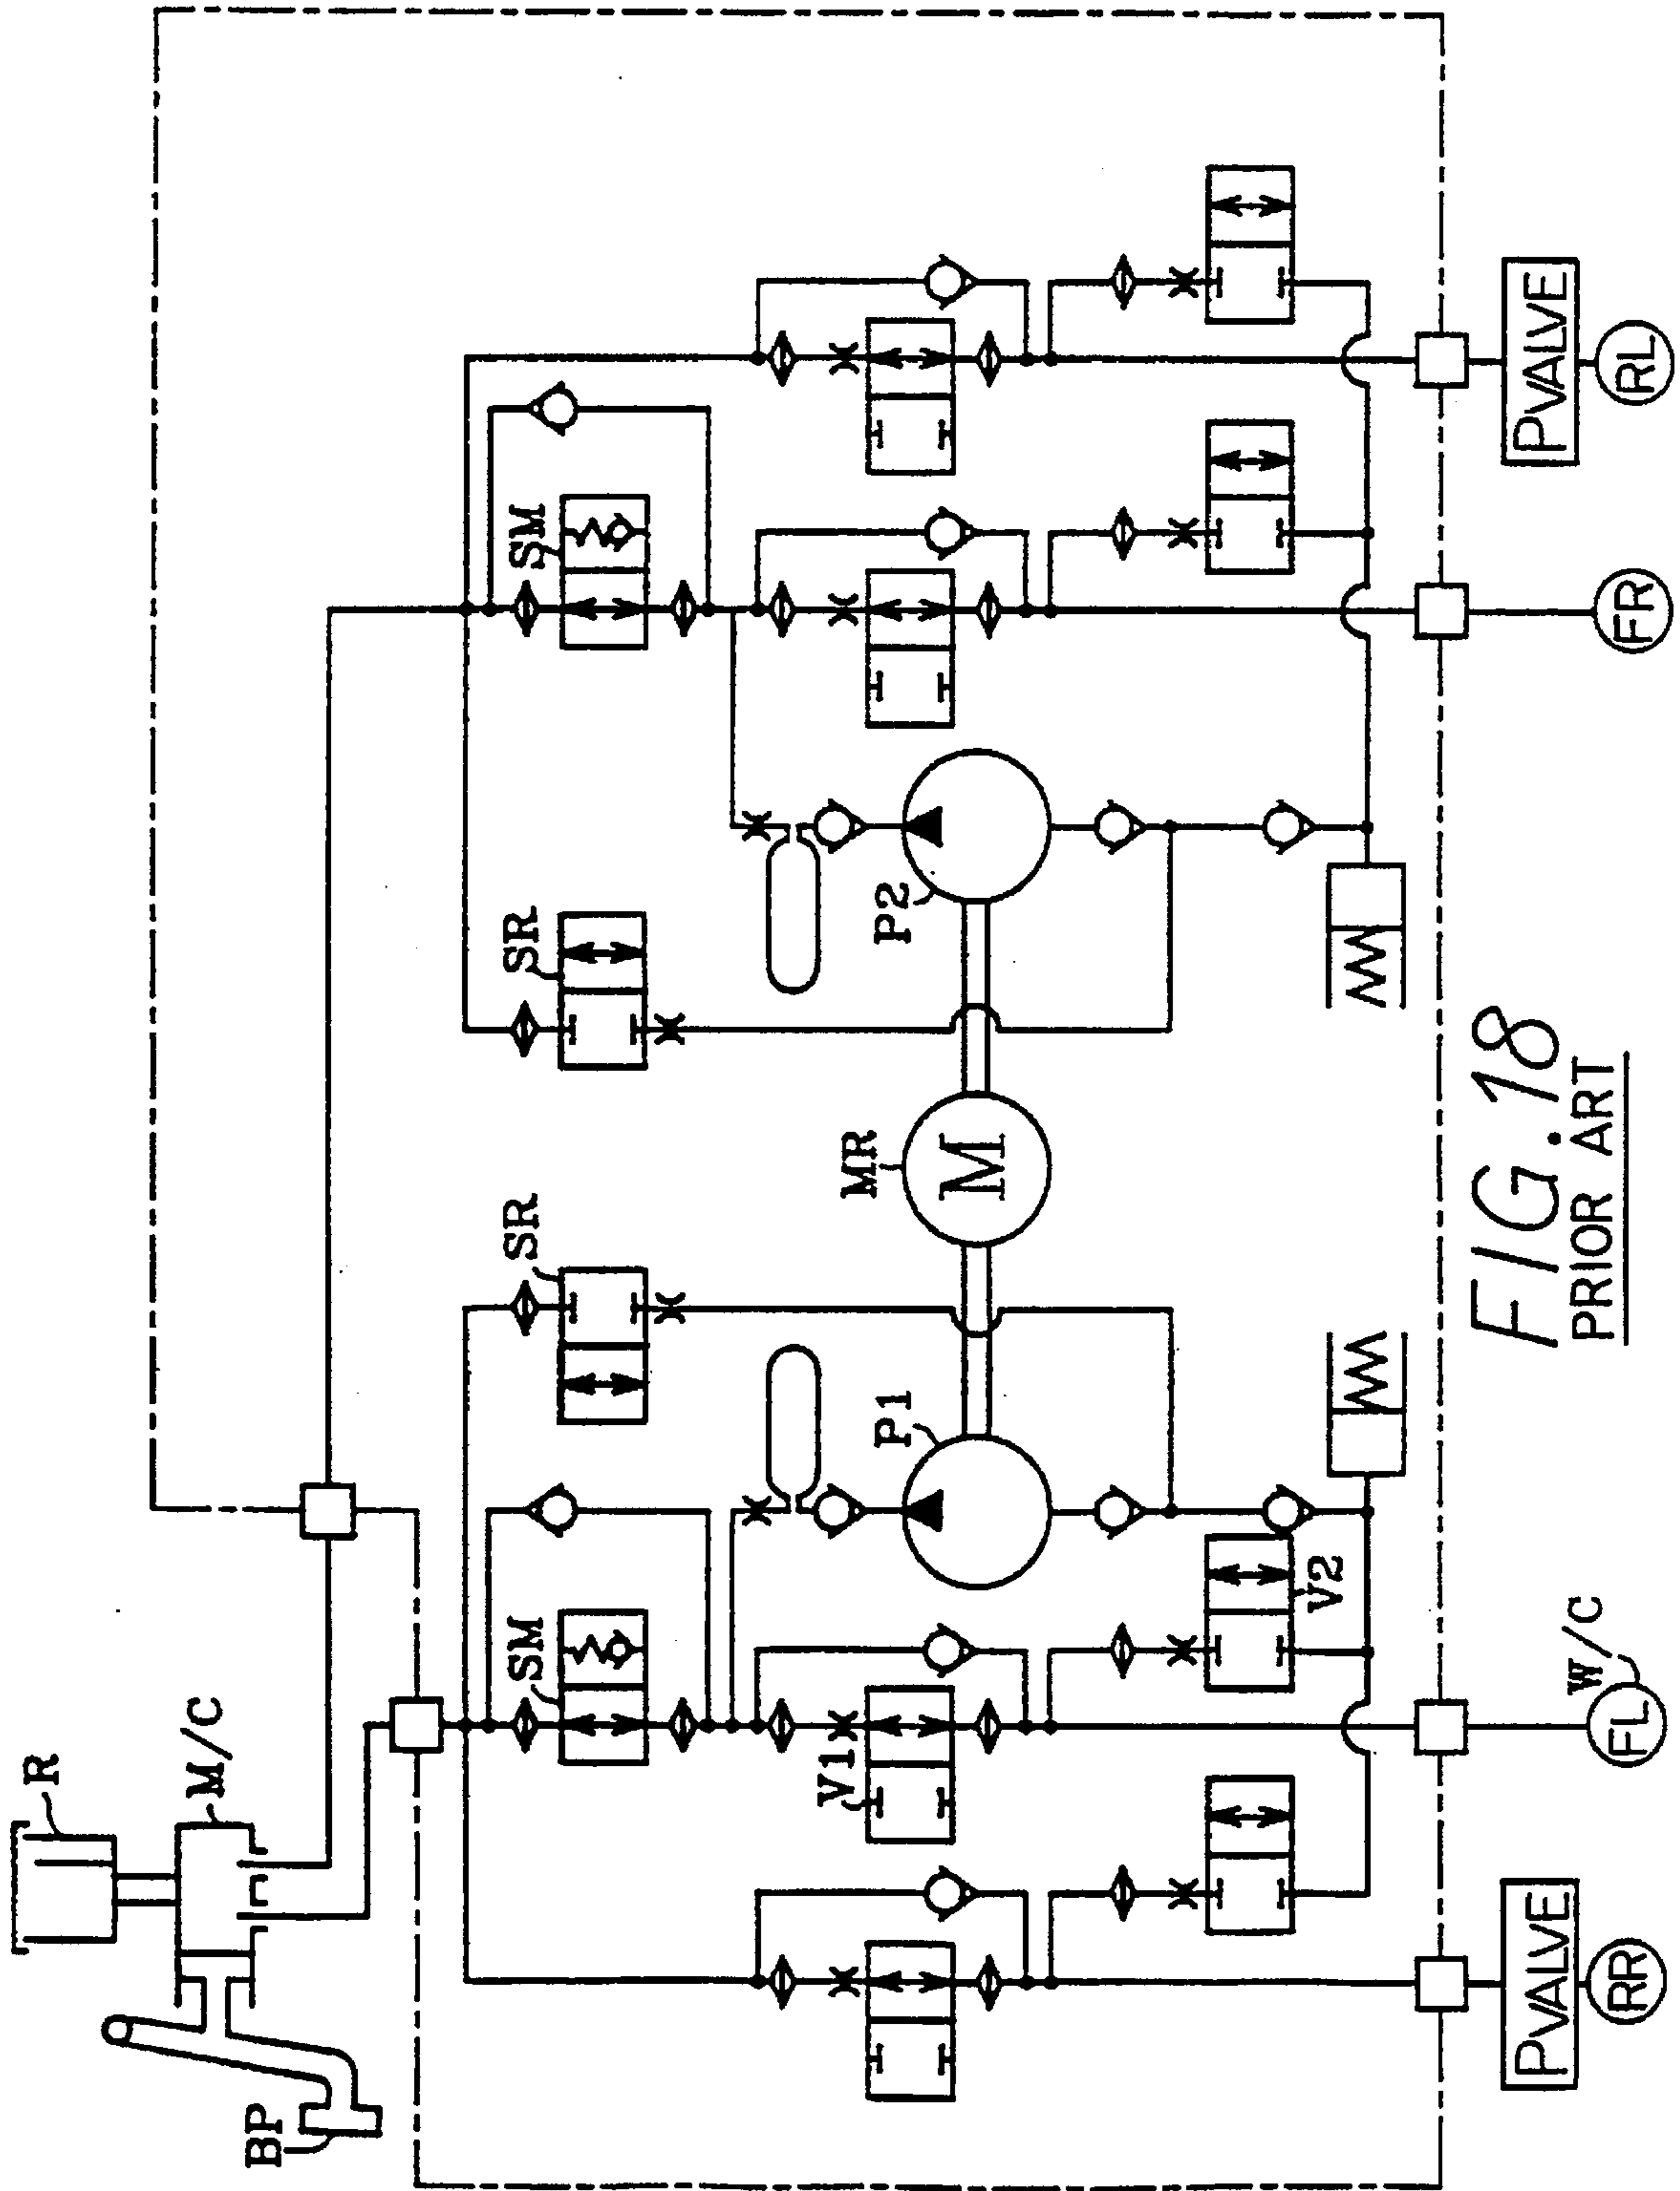 R
M/C
BP
SM
SR
SR
SM
V1
P1
MR
M
P2
V2
W/C
PVALVE
RR
FL
FR
PVALVE
RL
FIG.18
PRIOR ART